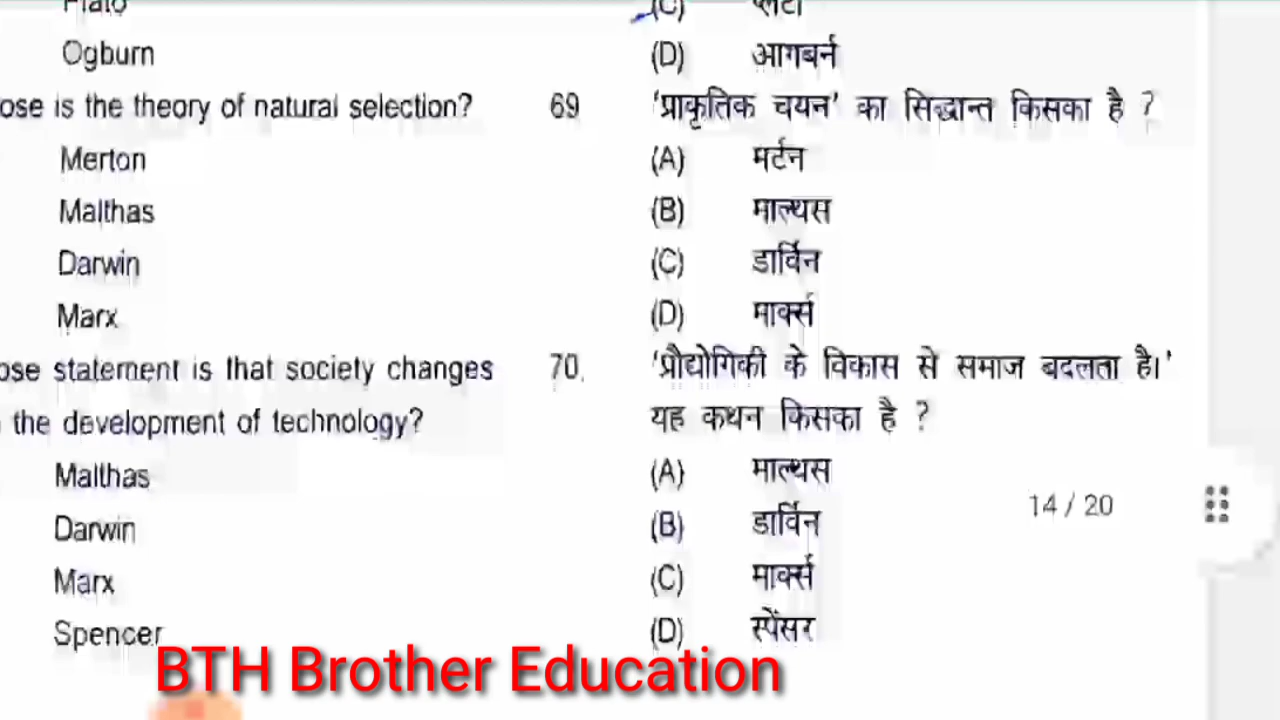 Plato (C) प्लेटो
Ogburn (D) आगबर्न
ose is the theory of natural selection? 69 'प्राकृतिक चयन' का सिद्धान्त किसका है ?
Merton (A) मर्टन
Malthas (B) माल्थस
Darwin (C) डार्विन
Marx (D) मार्क्स
ose statement is that society changes 70. 'प्रौद्योगिकी के विकास से समाज बदलता है।'
the development of technology? यह कथन किसका है ?
Malthas (A) माल्थस
14 / 20
Darwin (B) डार्विन
Marx (C) मार्क्स
Spencer (D) स्पेंसर
BTH Brother Education